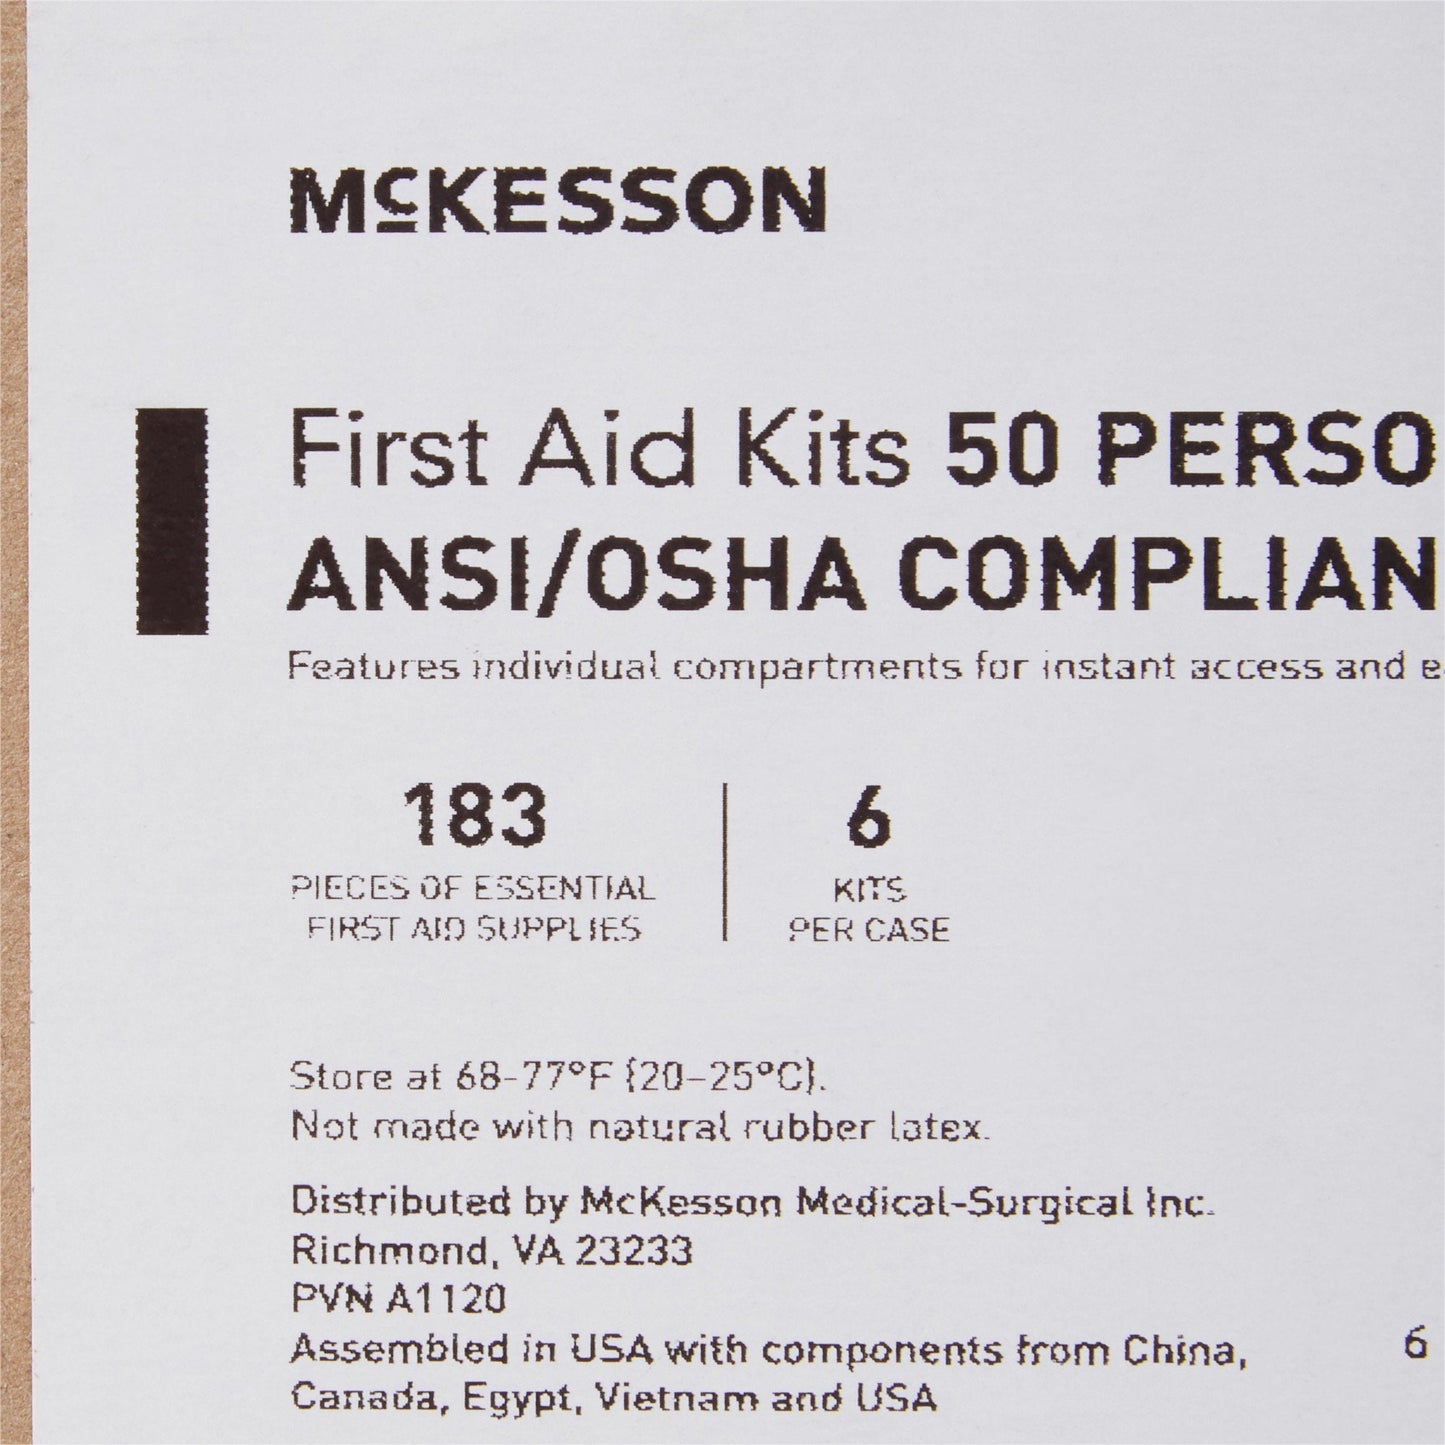 McKESSON
First Aid Kits 50 PERSO
ANSI/OSHA COMPLIAN
Features individual compartments for instant access and e
183
PIECES OF ESSENTIAL
FIRST AID SUPPLIES
6
KITS
PER CASE
Store at 68-77°F (20-25°C).
Not made with natural rubber latex.
Distributed by McKesson Medical-Surgical Inc.
Richmond, VA 23233
PVN A1120
Assembled in USA with components from China,
Canada, Egypt, Vietnam and USA
6